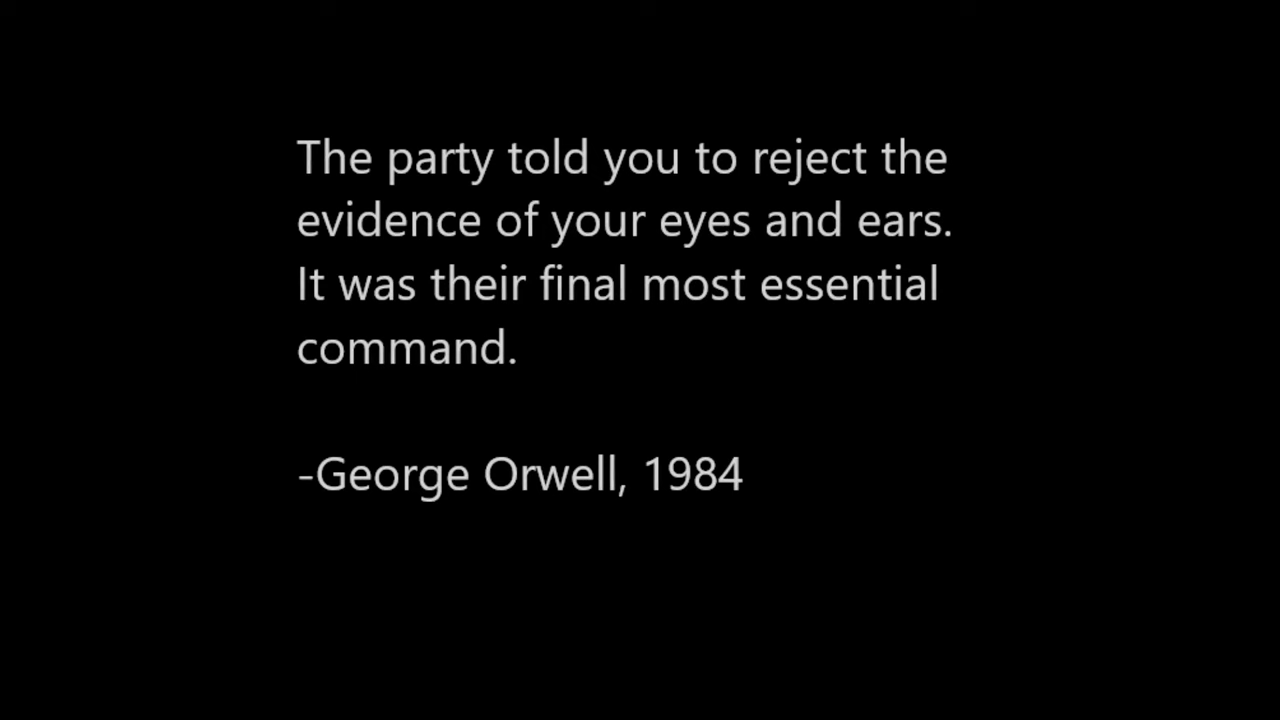 The party told you to reject the
evidence of your eyes and ears.
It was their final most essential
command.
-George Orwell, 1984